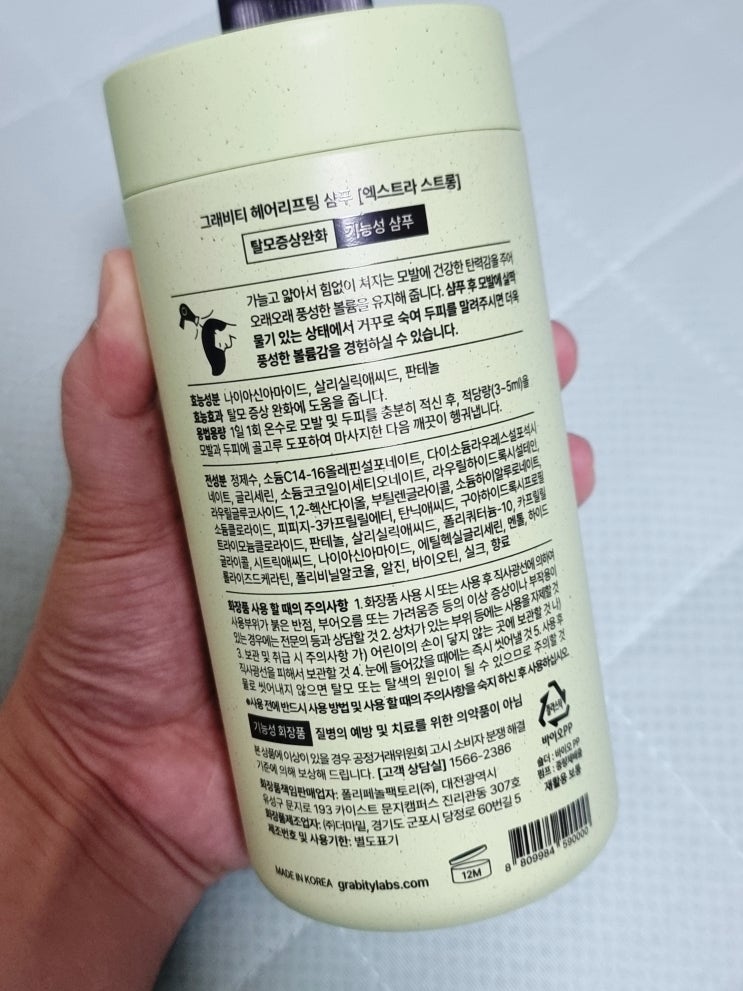 그래비티 헤어리프팅 샴푸 [엑스트라 스트롱]
탈모증상완화 기능성 샴푸
가늘고 얇아서 힘없이 쳐지는 모발에 건강한 탄력감을 주어
오래오래 풍성한 볼륨을 유지해 줍니다. 샴푸 후 모발에 살짝
물기 있는 상태에서 거꾸로 숙여 두피를 말려주시면 더욱
풍성한 볼륨감을 경험하실 수 있습니다.
효능성분 나이아신아마이드, 살리실릭애씨드, 판테놀
효능효과 탈모 증상 완화에 도움을 줍니다.
용법용량 1일 1회 온수로 모발 및 두피를 충분히 적신 후, 적당량(3-5ml)을
모발과 두피에 골고루 도포하여 마사지한 다음 깨끗이 헹궈냅니다.
전성분 정제수, 소듐C14-16올레핀설포네이트, 다이소듐라우레스설포석시
네이트, 글리세린, 소듐코코일이세티오네이트, 라우릴하이드록시설테인,
라우릴글루코사이드, 1,2-헥산다이올, 부틸렌글라이콜, 소듐하이알루로네이트,
소듐클로라이드, 피피지-3카프릴릴에터, 탄닉애씨드, 구아하이드록시프로필
트라이모늄클로라이드, 판테놀, 살리실릭애씨드, 폴리쿼터늄-10, 카프릴릴
글라이콜, 시트릭애씨드, 나이아신아마이드, 에틸헥실글리세린, 멘톨, 하이드
롤라이즈드케라틴, 폴리비닐알코올, 알진, 바이오틴, 실크, 향료
화장품 사용 할 때의 주의사항 1. 화장품 사용 시 또는 사용 후 직사광선에 의하여
사용부위가 붉은 반점, 부어오름 또는 가려움증 등의 이상 증상이나 부작용이
있는 경우에는 전문의 등과 상담할 것 2. 상처가 있는 부위 등에는 사용을 자제할 것
3. 보관 및 취급 시 주의사항 가) 어린이의 손이 닿지 않는 곳에 보관할 것 나)
직사광선을 피해서 보관할 것 4. 눈에 들어갔을 때에는 즉시 씻어낼 것 5. 사용 후
물로 씻어내지 않으면 탈모 또는 탈색의 원인이 될 수 있으므로 주의할 것
※사용 전에 반드시 사용 방법 및 사용 할 때의 주의사항을 숙지 하신 후 사용하십시오.
기능성 화장품 질병의 예방 및 치료를 위한 의약품이 아님
본 상품에 이상이 있을 경우 공정거래위원회 고시 소비자 분쟁 해결
기준에 의해 보상해 드립니다. [고객 상담실] 1566-2386
화장품책임판매업자: 폴리페놀팩토리(주), 대전광역시
유성구 문지로 193 카이스트 문지캠퍼스 진리관동 307호
화장품제조업자: (주)더마밀, 경기도 군포시 당정로 60번길 5
제조번호 및 사용기한: 별도표기
플라스틱
바이오PP
숄더 : 바이오 PP
펌프 : 종량제배출
재활용 보통
MADE IN KOREA grabitylabs.com
12M
8 809984 590000